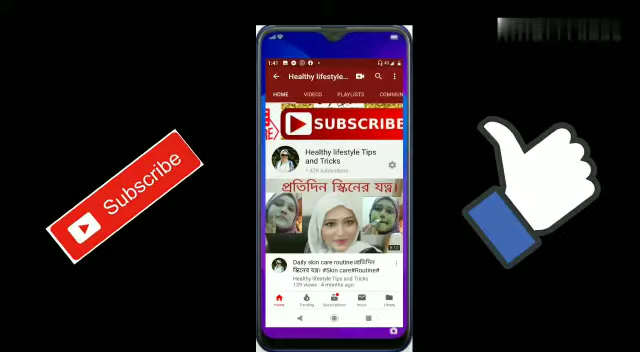 1:41
Healthy lifestyle...
HOME VIDEOS PLAYLISTS COMMUN
SUBSCRIBE
Subscribe
Healthy lifestyle Tips
and Tricks
1.42K subscribers
প্রতিদিন স্কিনের যত্ন।
Daily skin care routine।প্রতিদিন
স্কিনের যত্ন। #Skin care#Routine#
Healthy lifestyle Tips and Tricks
129 views · 4 months ago
Home Trending Subscriptions Inbox Library